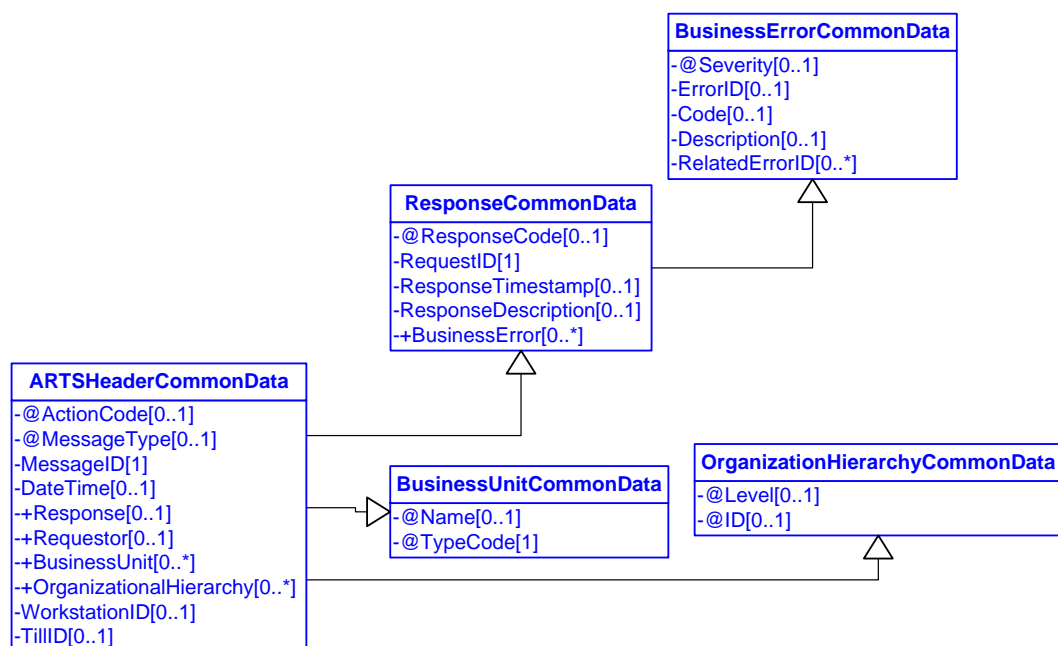 BusinessErrorCommonData
-@Severity[0..1]
-ErrorID[0..1]
-Code[0..1]
-Description[0..1]
-RelatedErrorID[0..*]
ResponseCommonData
-@ResponseCode[0..1]
-RequestID[1]
-ResponseTimestamp[0..1]
-ResponseDescription[0..1]
-+BusinessError[0..*]
ARTSHeaderCommonData
-@ActionCode[0..1]
-@MessageType[0..1]
-MessageID[1]
-DateTime[0..1]
-+Response[0..1]
-+Requestor[0..1]
-+BusinessUnit[0..*]
-+OrganizationalHierarchy[0..*]
-WorkstationID[0..1]
-TillID[0..1]
BusinessUnitCommonData
-@Name[0..1]
-@TypeCode[1]
OrganizationHierarchyCommonData
-@Level[0..1]
-@ID[0..1]